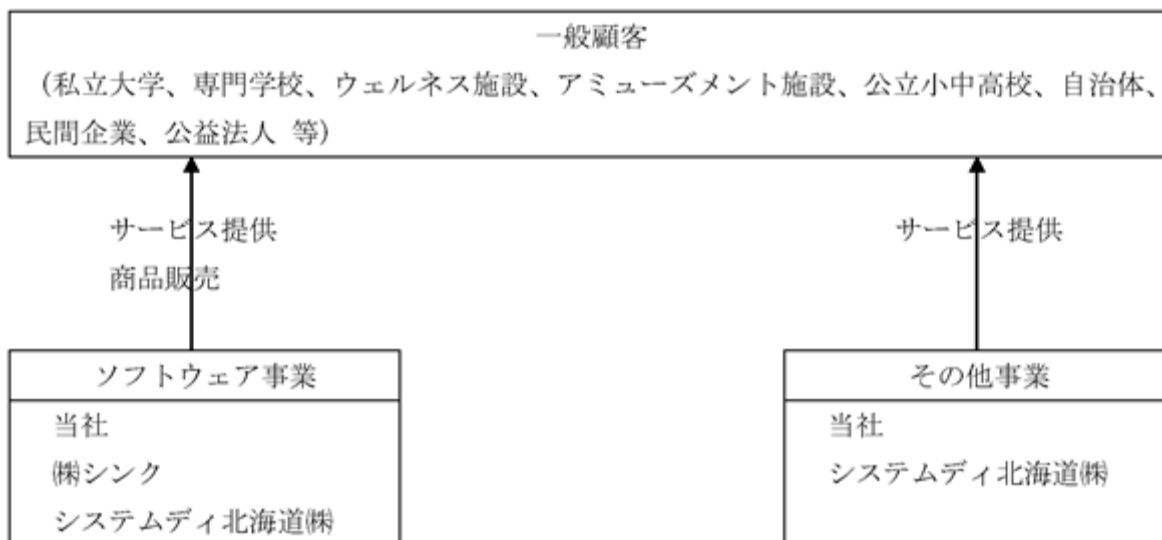 一般顧客
(私立大学、専門学校、ウェルネス施設、アミューズメント施設、公立小中高校、自治体、
民間企業、公益法人 等)
サービス提供
商品販売
サービス提供
ソフトウェア事業
当社
㈱シンク
システムディ北海道㈱
その他事業
当社
システムディ北海道㈱